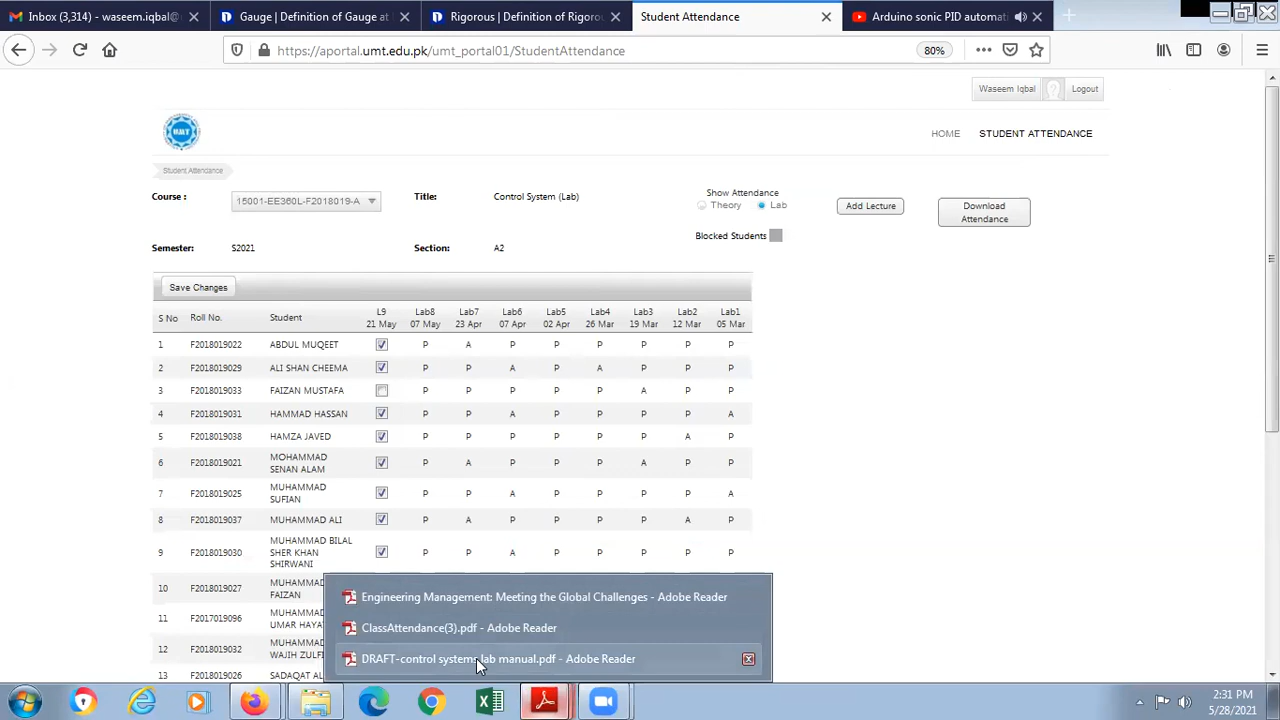 Inbox (3,314) - waseem.iqbal@
Gauge | Definition of Gauge at
Rigorous | Definition of Rigoro
Student Attendance
Arduino sonic PID automati
https://aportal.umt.edu.pk/umt_portal01/StudentAttendance
80%
Waseem Iqbal
Logout
UMT
HOME
STUDENT ATTENDANCE
Student Attendance
Course :
15001-EE360L-F2018019-A
Title:
Control System (Lab)
Show Attendance
Theory
Lab
Add Lecture
Download
Attendance
Blocked Students
Semester:
S2021
Section:
A2
Save Changes
S No Roll No. Student L9 Lab8 Lab7 Lab6 Lab5 Lab4 Lab3 Lab2 Lab1
21 May 07 May 23 Apr 07 Apr 02 Apr 26 Mar 19 Mar 12 Mar 05 Mar
1 F2018019022 ABDUL MUQEET P A P P P P P P
2 F2018019029 ALI SHAN CHEEMA P P A P A P P P
3 F2018019033 FAIZAN MUSTAFA P P P P P A P P
4 F2018019031 HAMMAD HASSAN P P A P P P P A
5 F2018019038 HAMZA JAVED P P P P P P A P
6 F2018019021 MOHAMMAD
SENAN ALAM P A P P P A P P
7 F2018019025 MUHAMMAD
SUFIAN P P A P P P P A
8 F2018019037 MUHAMMAD ALI P A P P P P A P
9 F2018019030 MUHAMMAD BILAL
SHER KHAN
SHIRWANI P P A P P P P P
10 F2018019027 MUHAMMAD
FAIZAN
11 F2017019096 MUHAMMAD
UMAR HAYAT
12 F2018019032 MUHAMMAD
WAJIH ZULFI
13 F2018019026 SADAQAT AL
Engineering Management: Meeting the Global Challenges - Adobe Reader
ClassAttendance(3).pdf - Adobe Reader
DRAFT-control systems lab manual.pdf - Adobe Reader
2:31 PM
5/28/2021